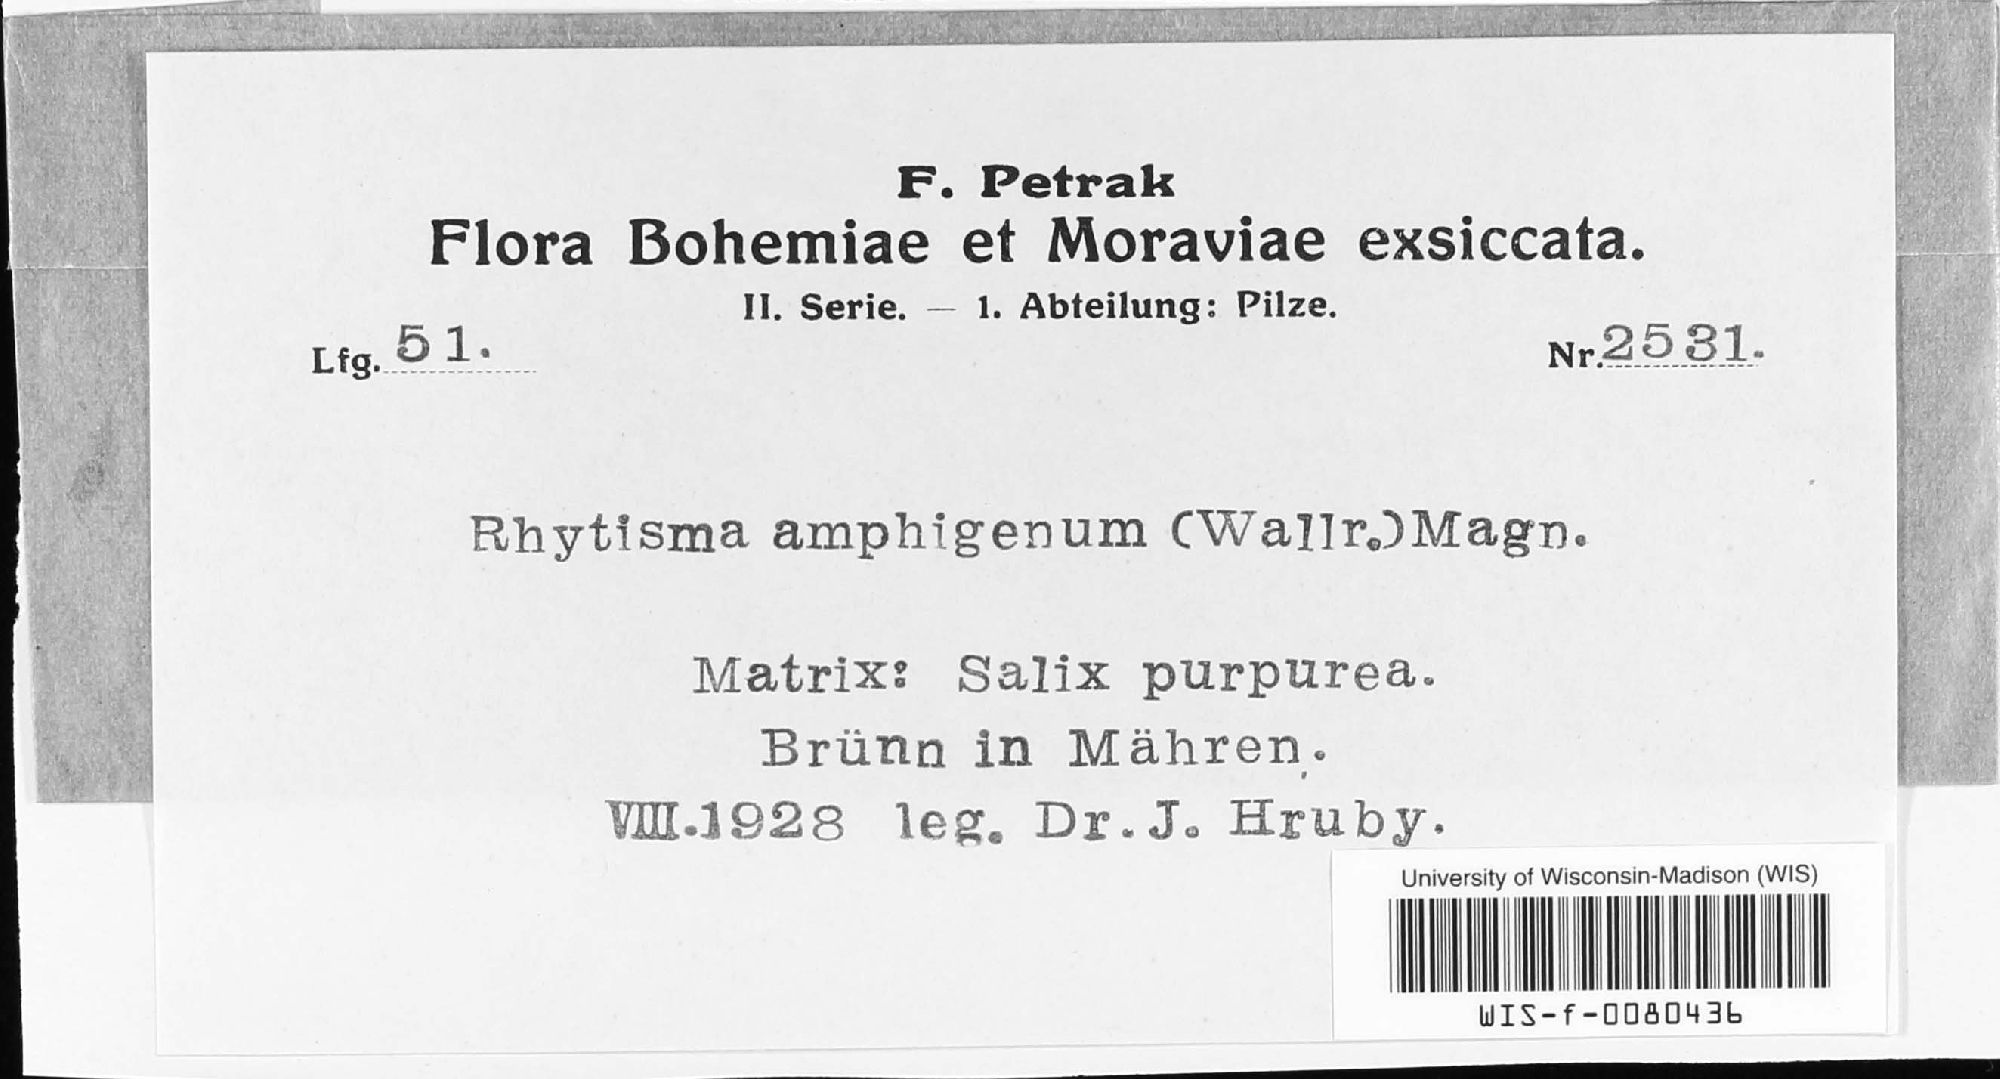 F. Petrak
Flora Bohemiae et Moraviae exsiccata.
II. Serie. — 1. Abteilung: Pilze.
Lfg. 51.
Nr. 2531.
Rhytisma amphigenum (Wallr.) Magn.
Matrix: Salix purpurea.
Brünn in Mähren.
VIII.1928 leg. Dr. J. Hruby.
University of Wisconsin-Madison (WIS)
WIS-f-0080436